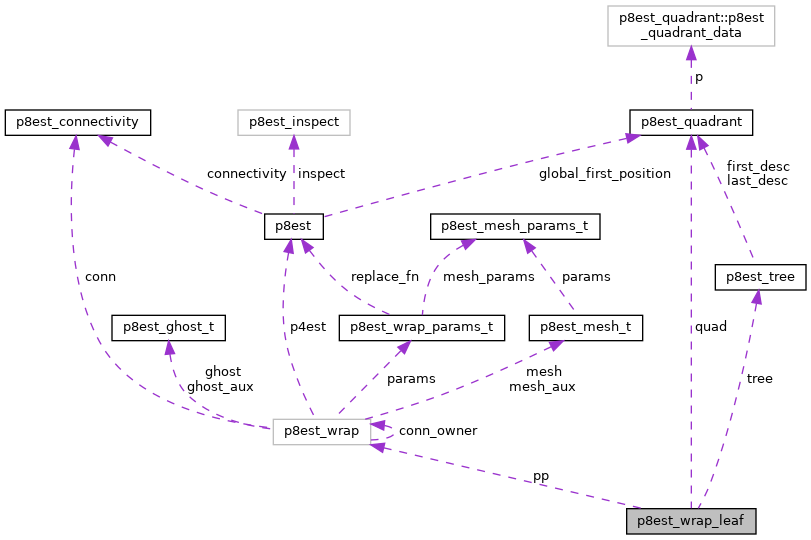 p8est_quadrant::p8est
_quadrant_data
p
p8est_connectivity
p8est_inspect
p8est_quadrant
connectivity
inspect
global_first_position
first_desc
last_desc
p8est
p8est_mesh_params_t
conn
replace_fn
mesh_params
params
p8est_tree
p8est_ghost_t
p4est
p8est_wrap_params_t
p8est_mesh_t
quad
ghost
ghost_aux
params
mesh
mesh_aux
tree
p8est_wrap
conn_owner
pp
p8est_wrap_leaf